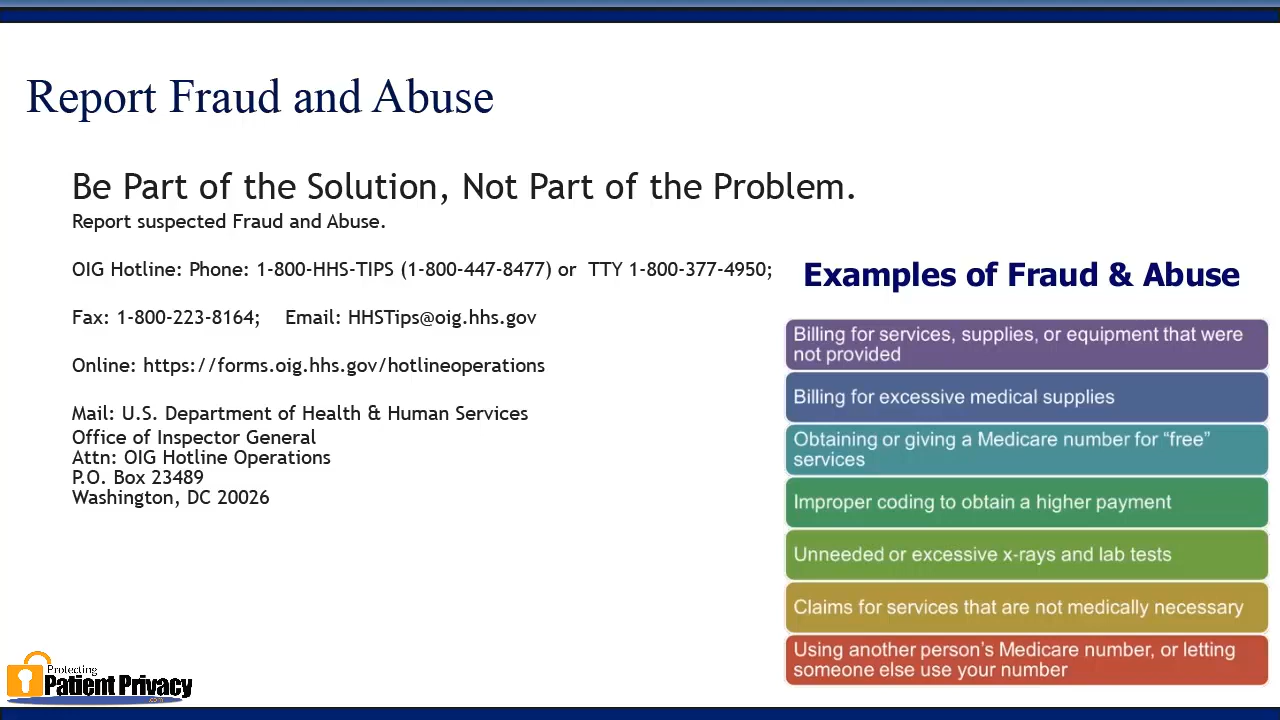 Report Fraud and Abuse
Be Part of the Solution, Not Part of the Problem.
Report suspected Fraud and Abuse.
OIG Hotline: Phone: 1-800-HHS-TIPS (1-800-447-8477) or TTY 1-800-377-4950;
Fax: 1-800-223-8164; Email: HHSTips@oig.hhs.gov
Online: https://forms.oig.hhs.gov/hotlineoperations
Mail: U.S. Department of Health & Human Services
Office of Inspector General
Attn: OIG Hotline Operations
P.O. Box 23489
Washington, DC 20026
Examples of Fraud & Abuse
Billing for services, supplies, or equipment that were
not provided
Billing for excessive medical supplies
Obtaining or giving a Medicare number for “free”
services
Improper coding to obtain a higher payment
Unneeded or excessive x-rays and lab tests
Claims for services that are not medically necessary
Using another person’s Medicare number, or letting
someone else use your number
Protecting
Patient Privacy
.com